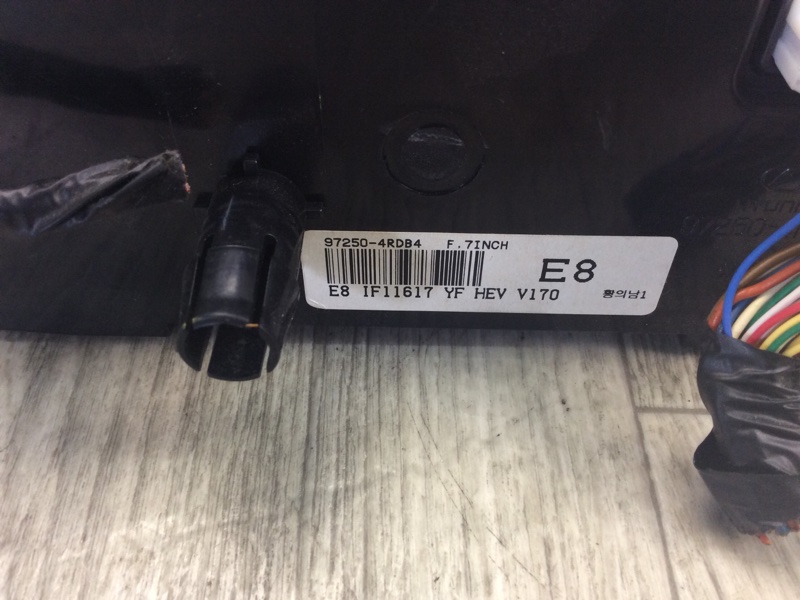 97250-4RDB4 F.7INCH
E8
E8 IF11617 YF HEV V170 황의남1